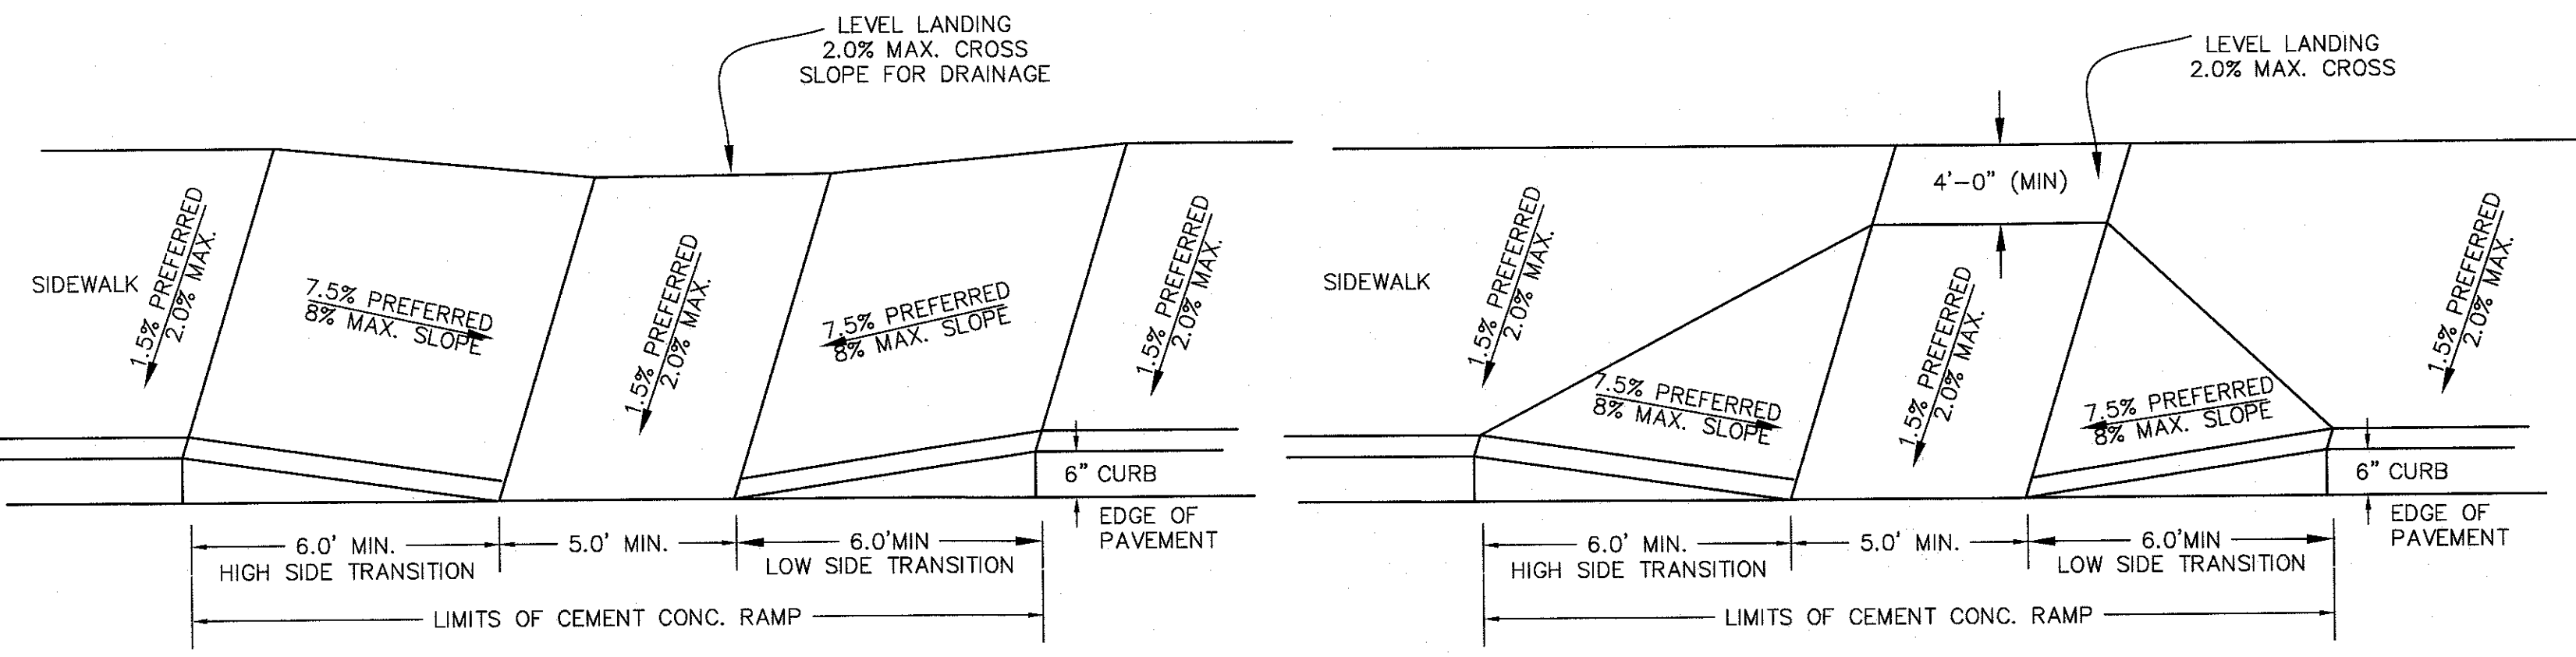 LEVEL LANDING
2.0% MAX. CROSS
SLOPE FOR DRAINAGE
SIDEWALK
1.5% PREFERRED
2.0% MAX.
7.5% PREFERRED
8% MAX. SLOPE
1.5% PREFERRED
2.0% MAX.
7.5% PREFERRED
8% MAX. SLOPE
1.5% PREFERRED
2.0% MAX.
6" CURB
EDGE OF
PAVEMENT
6.0' MIN.
HIGH SIDE TRANSITION
5.0' MIN.
6.0'MIN
LOW SIDE TRANSITION
LIMITS OF CEMENT CONC. RAMP
LEVEL LANDING
2.0% MAX. CROSS
4'-0" (MIN)
SIDEWALK
1.5% PREFERRED
2.0% MAX.
7.5% PREFERRED
8% MAX. SLOPE
1.5% PREFERRED
2.0% MAX.
7.5% PREFERRED
8% MAX. SLOPE
1.5% PREFERRED
2.0% MAX.
6" CURB
EDGE OF
PAVEMENT
6.0' MIN.
HIGH SIDE TRANSITION
5.0' MIN.
6.0'MIN
LOW SIDE TRANSITION
LIMITS OF CEMENT CONC. RAMP